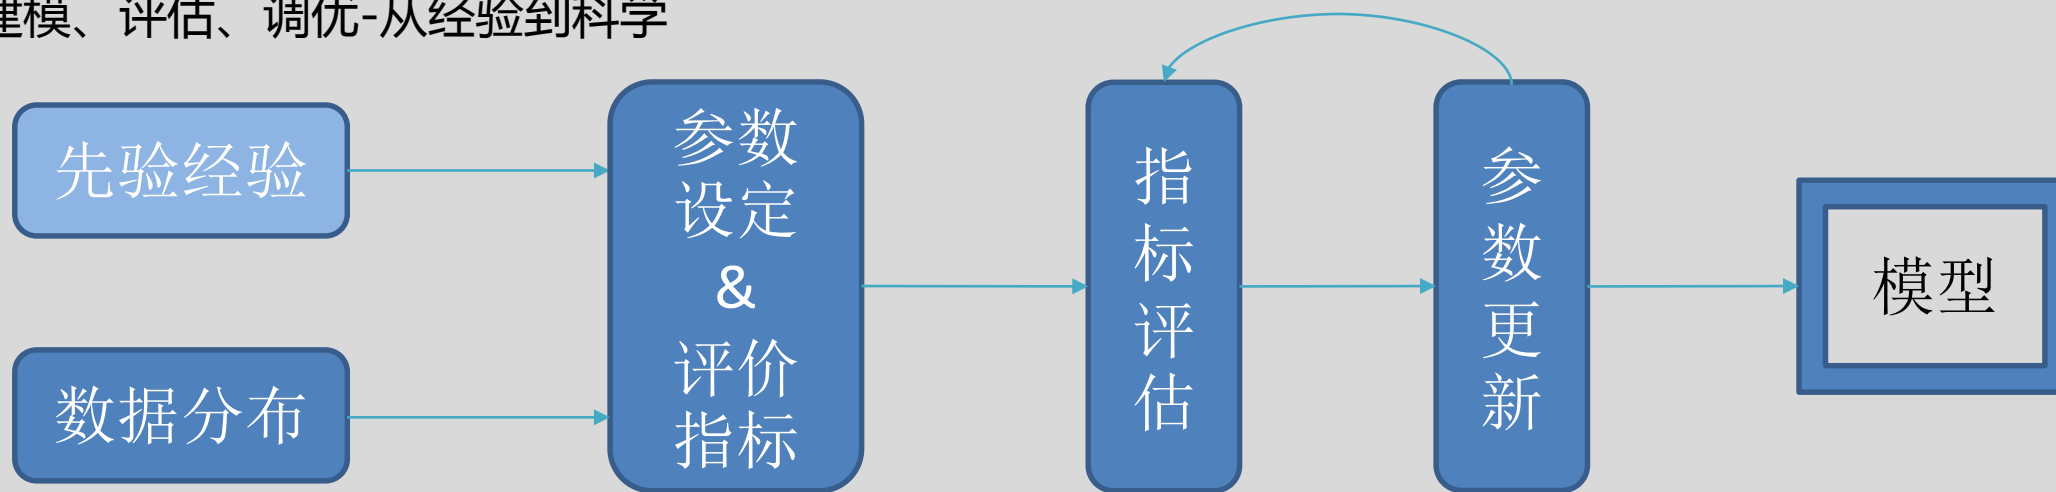 建模、评估、调优-从经验到科学
先验经验
数据分布
参数
设定
&
评价
指标
指
标
评
估
参
数
更
新
模型